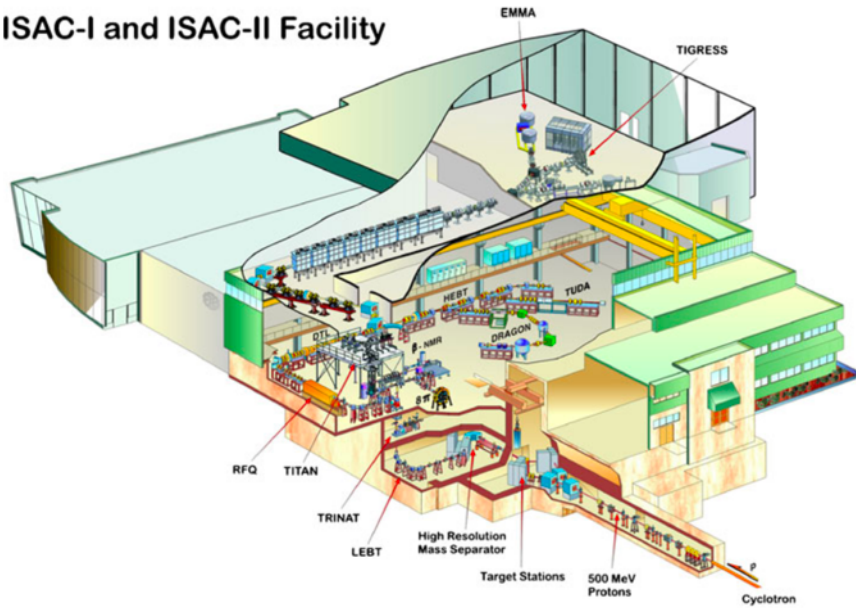 ISAC-I and ISAC-II Facility
EMMA
TIGRESS
HEBT
TUDA
DRAGON
DTL
β-NMR
8π
RFQ
TITAN
TRINAT
LEBT
High Resolution
Mass Separator
Target Stations
500 MeV
Protons
P
Cyclotron